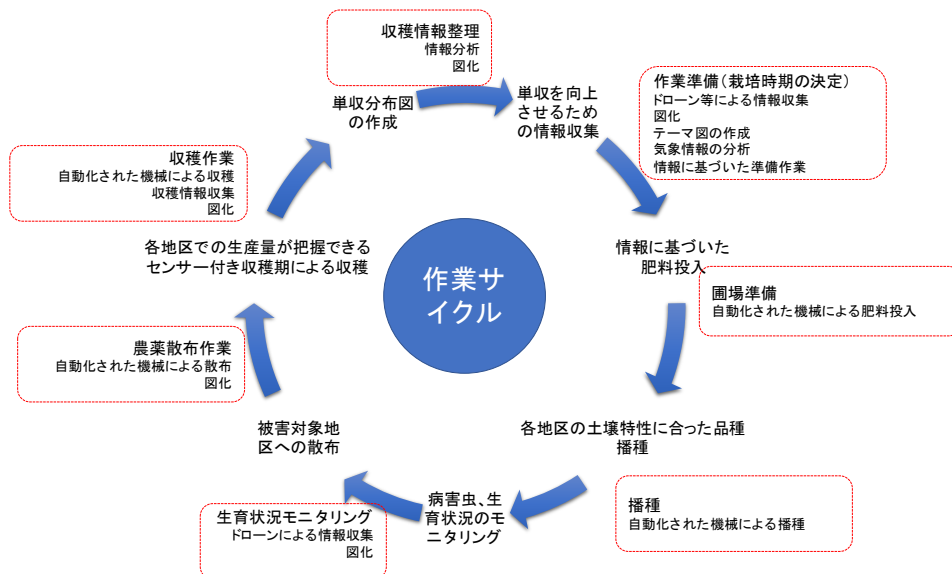 収穫情報整理
情報分析
図化
単収分布図
の作成
単収を向上
させるため
の情報収集
作業準備(栽培時期の決定)
ドローン等による情報収集
図化
テーマ図の作成
気象情報の分析
情報に基づいた準備作業
収穫作業
自動化された機械による収穫
収穫情報収集
図化
各地区での生産量が把握できる
センサー付き収穫期による収穫
作業サ
イクル
情報に基づいた
肥料投入
圃場準備
自動化された機械による肥料投入
農薬散布作業
自動化された機械による散布
図化
被害対象地
区への散布
各地区の土壌特性に合った品種
播種
播種
自動化された機械による播種
病害虫、生
育状況のモ
ニタリング
生育状況モニタリング
ドローンによる情報収集
図化